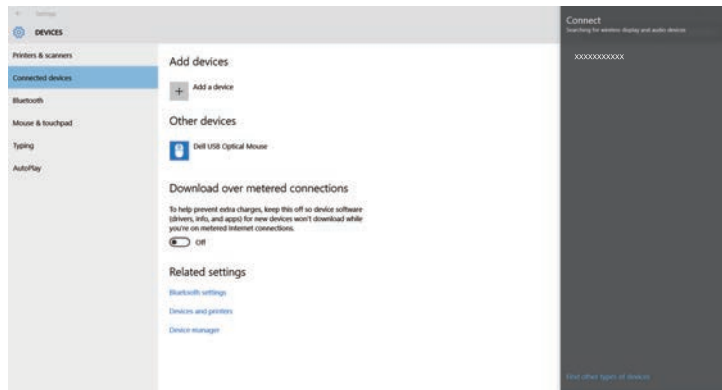 Settings
DEVICES
Printers & scanners
Connected devices
Bluetooth
Mouse & touchpad
Typing
AutoPlay
Add devices
Add a device
Other devices
Dell USB Optical Mouse
Download over metered connections
To help prevent extra charges, keep this off so device software
(drivers, info, and apps) for new devices won't download while
you're on metered Internet connections.
Off
Related settings
Bluetooth settings
Devices and printers
Device manager
Connect
Searching for wireless display and audio devices
XXXXXXXXXXX
Find other types of devices